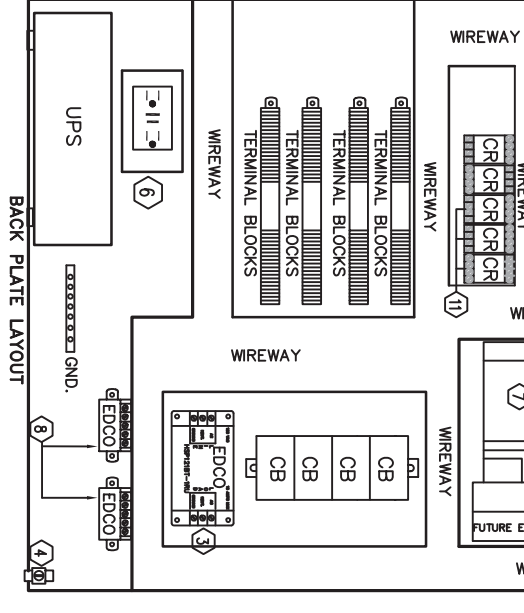 WIREWAY
UPS
6
WIREWAY
TERMINAL BLOCKS
TERMINAL BLOCKS
TERMINAL BLOCKS
TERMINAL BLOCKS
WIREWAY
CR
CR
CR
CR
CR
WIREWAY
11
BACK PLATE LAYOUT
GND.
WIREWAY
7
8
EDCO
EDCO
EDCO
CB
CB
CB
CB
WIREWAY
3
4
FUTURE E